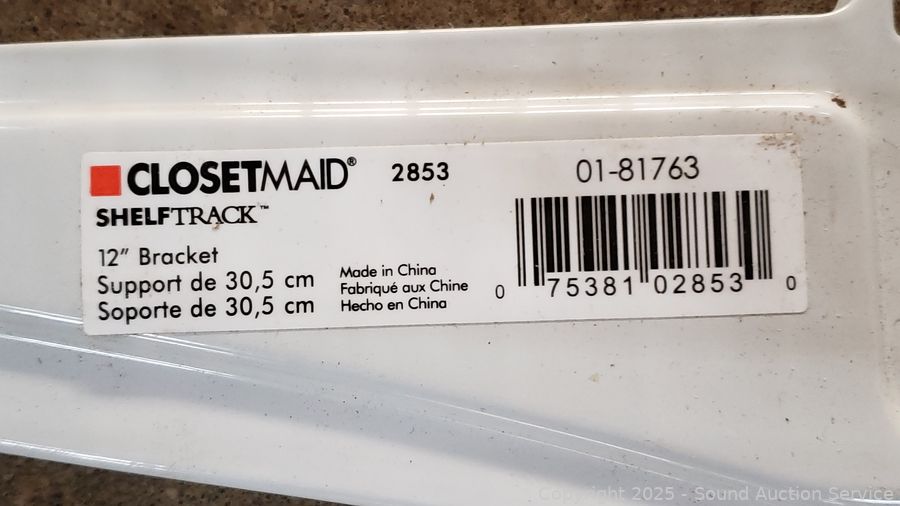 CLOSETMAID® 2853 01-81763
SHELFTRACK™
12" Bracket
Support de 30,5 cm
Soporte de 30,5 cm
Made in China
Fabriqué aux Chine
Hecho en China
0 75381 02853 0
Copyright 2025 - Sound Auction Service